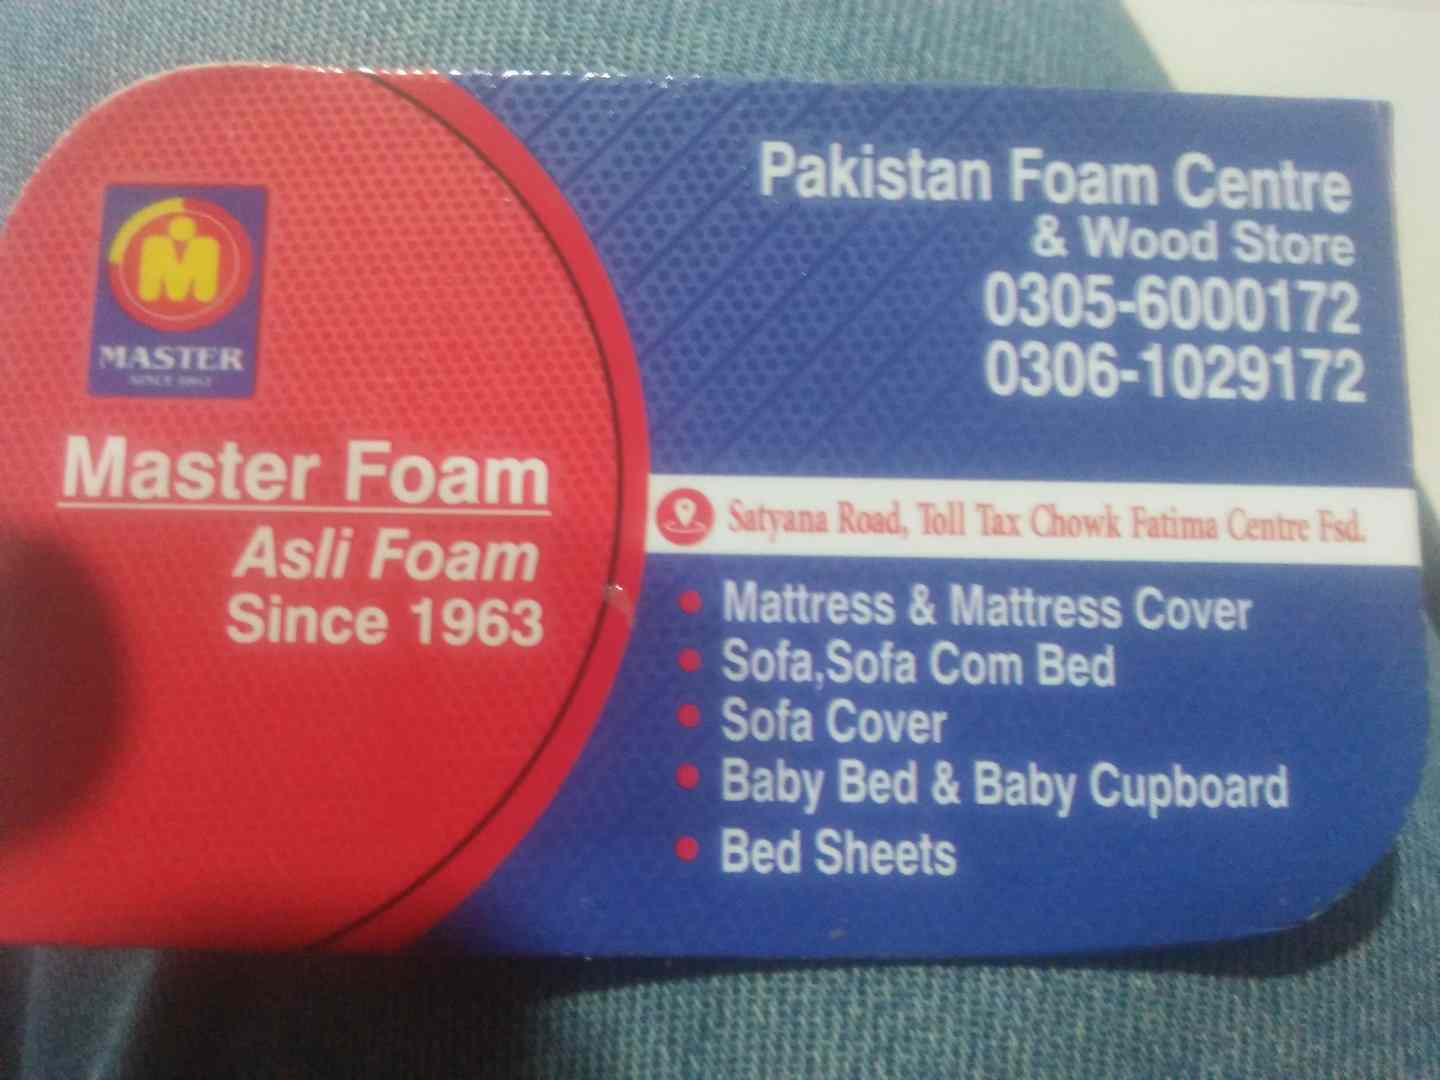 MASTER
SINCE 1963
Master Foam
Asli Foam
Since 1963
Pakistan Foam Centre
& Wood Store
0305-6000172
0306-1029172
Satyana Road, Toll Tax Chowk Fatima Centre Fsd.
Mattress & Mattress Cover
Sofa,Sofa Com Bed
Sofa Cover
Baby Bed & Baby Cupboard
Bed Sheets